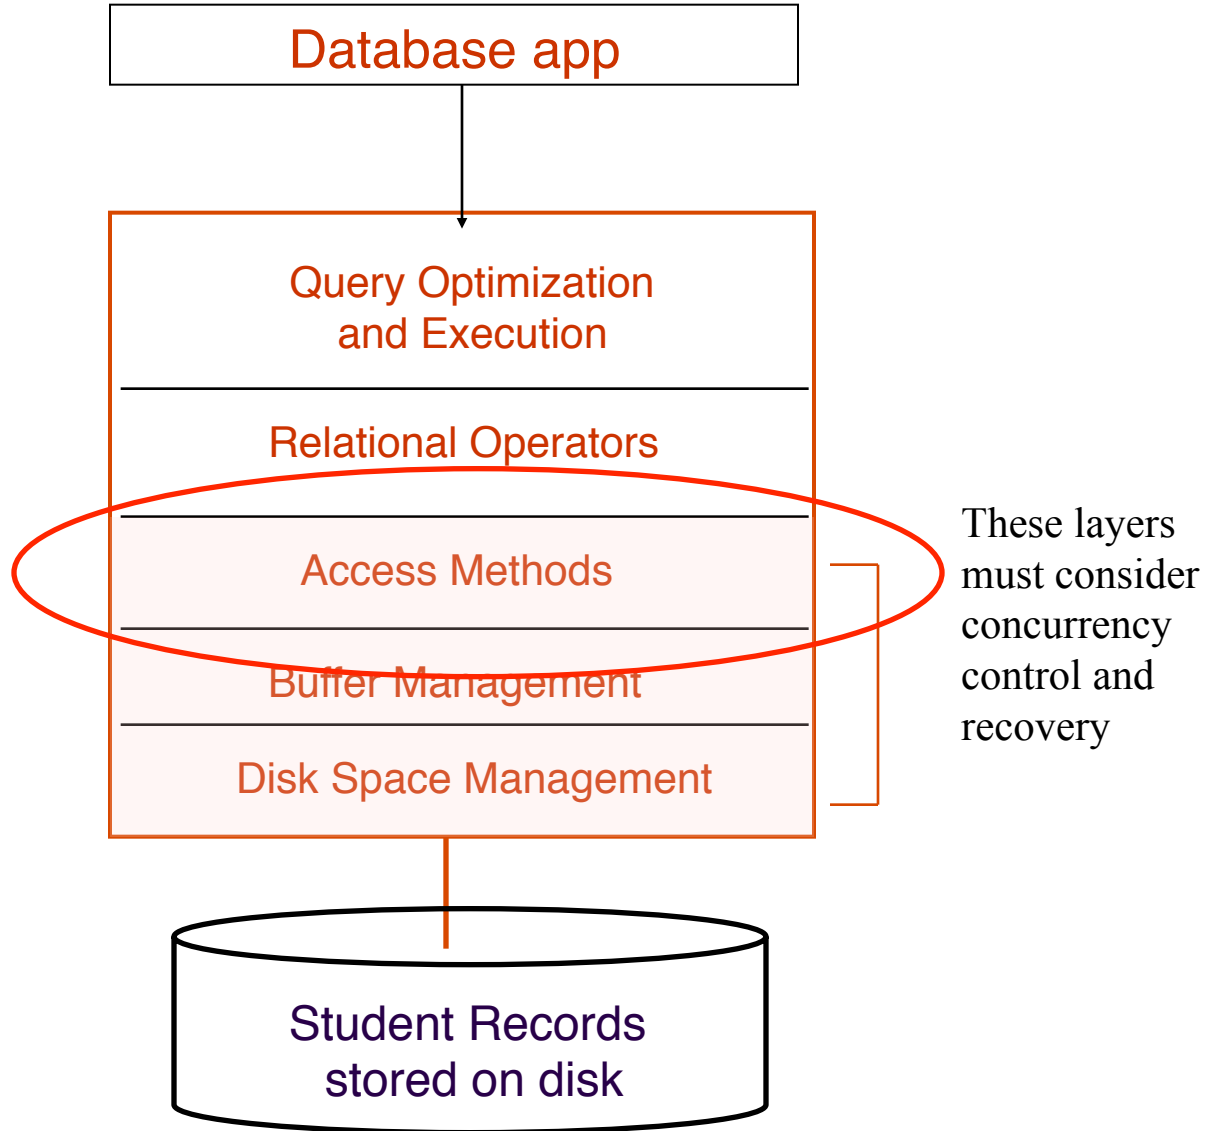 Database app
Query Optimization
and Execution
Relational Operators
Access Methods
Buffer Management
Disk Space Management
These layers
must consider
concurrency
control and
recovery
Student Records
stored on disk